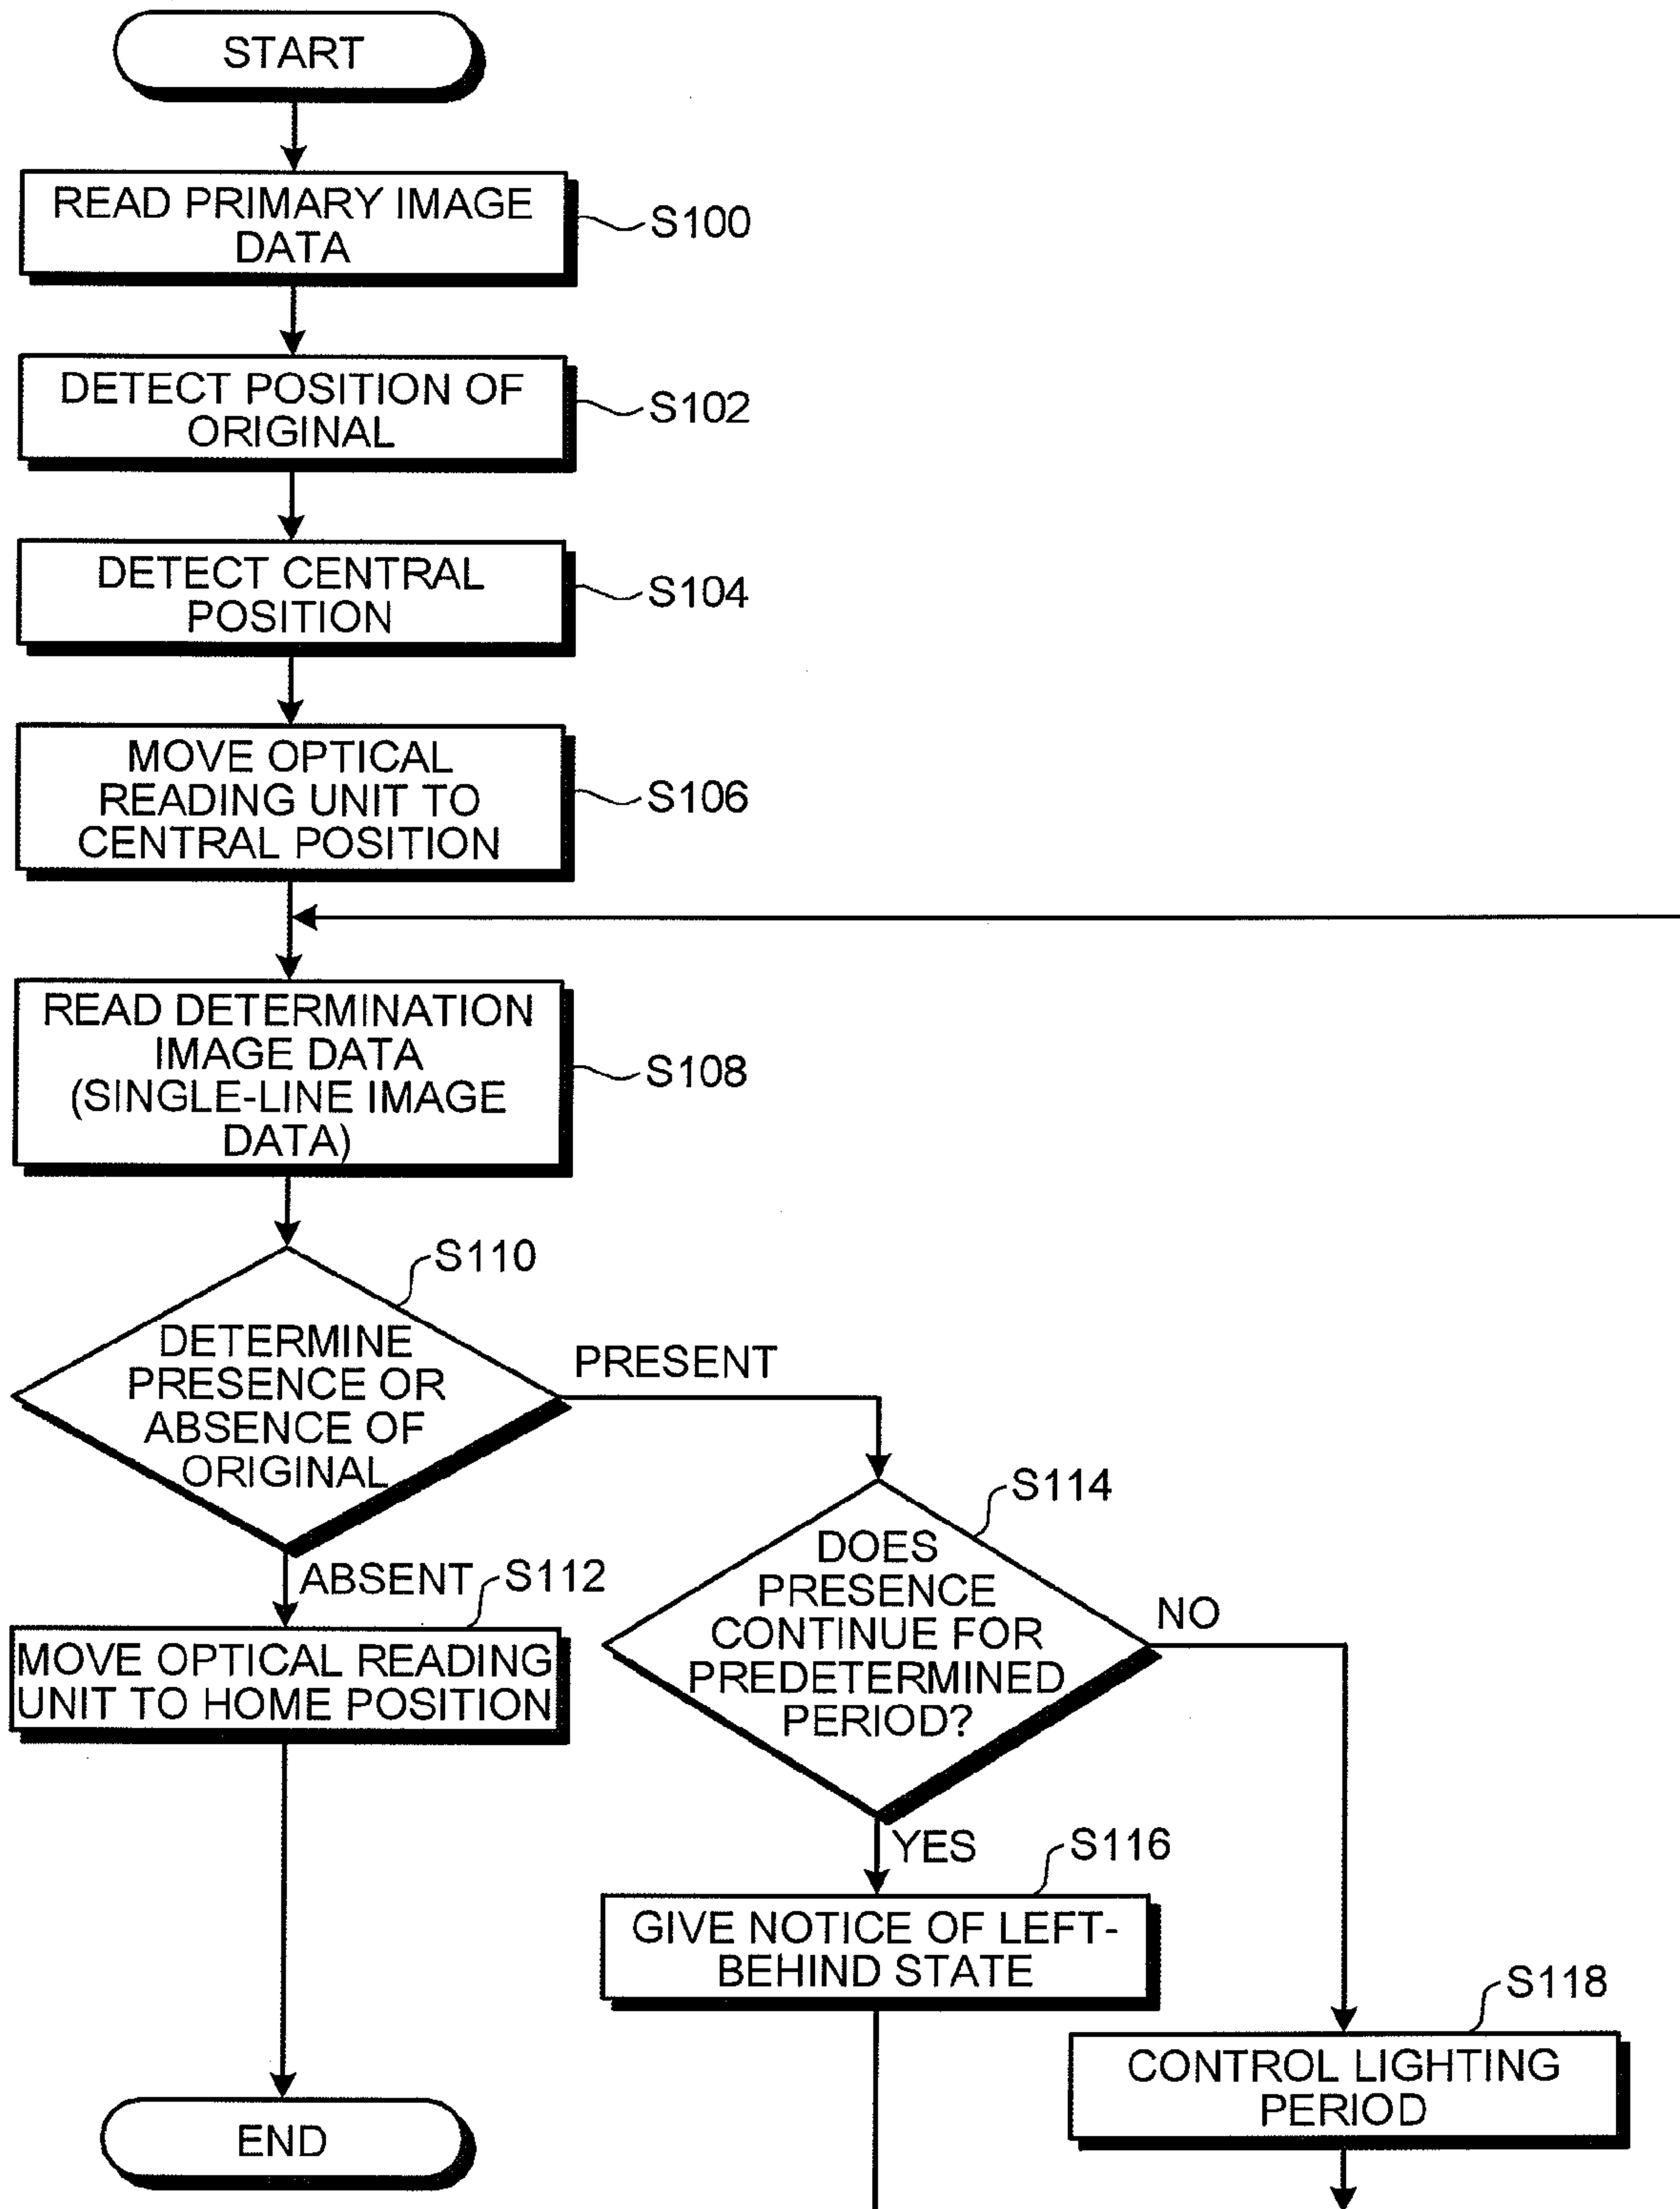 START
READ PRIMARY IMAGE
DATA
S100
DETECT POSITION OF
ORIGINAL
S102
DETECT CENTRAL
POSITION
S104
MOVE OPTICAL
READING UNIT TO
CENTRAL POSITION
S106
READ DETERMINATION
IMAGE DATA
(SINGLE-LINE IMAGE
DATA)
S108
S110
DETERMINE
PRESENCE OR
ABSENCE OF
ORIGINAL
PRESENT
ABSENT
S112
MOVE OPTICAL READING
UNIT TO HOME POSITION
END
S114
DOES
PRESENCE
CONTINUE FOR
PREDETERMINED
PERIOD?
NO
YES
S116
GIVE NOTICE OF LEFT-
BEHIND STATE
S118
CONTROL LIGHTING
PERIOD